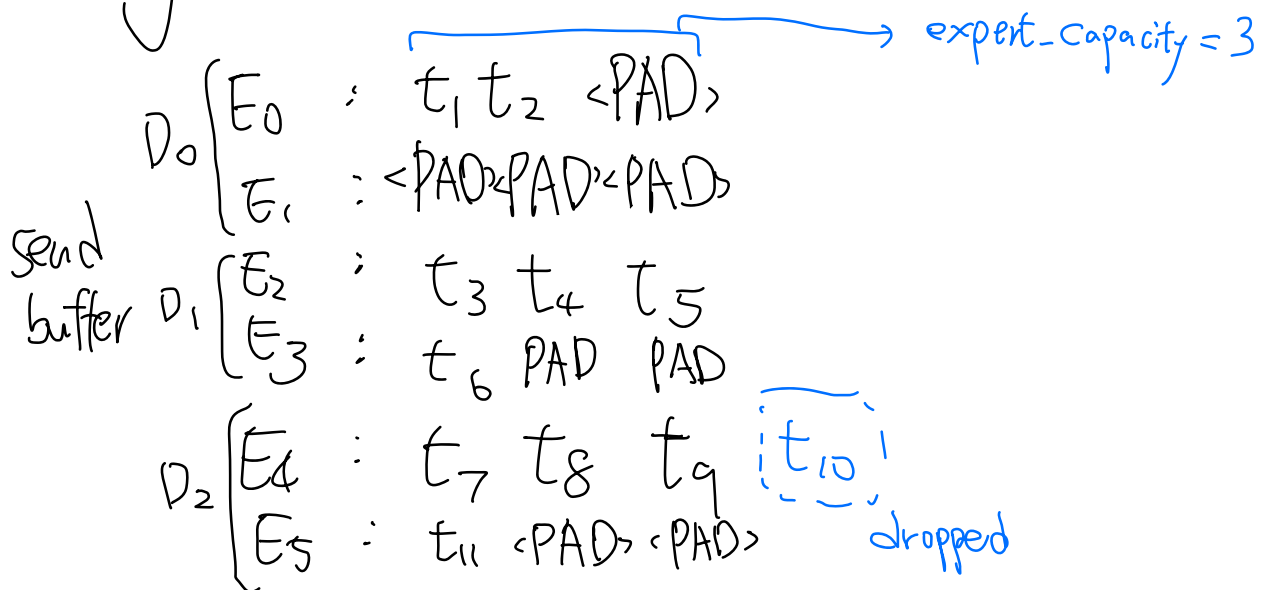 expert_capacity = 3
D0 E0 : t1 t2 <PAD>
E1 : <PAD><PAD><PAD>
send buffer
D1 E2 : t3 t4 t5
E3 : t6 PAD PAD
D2 E4 : t7 t8 t9 t10
E5 : t11 <PAD> <PAD>
dropped